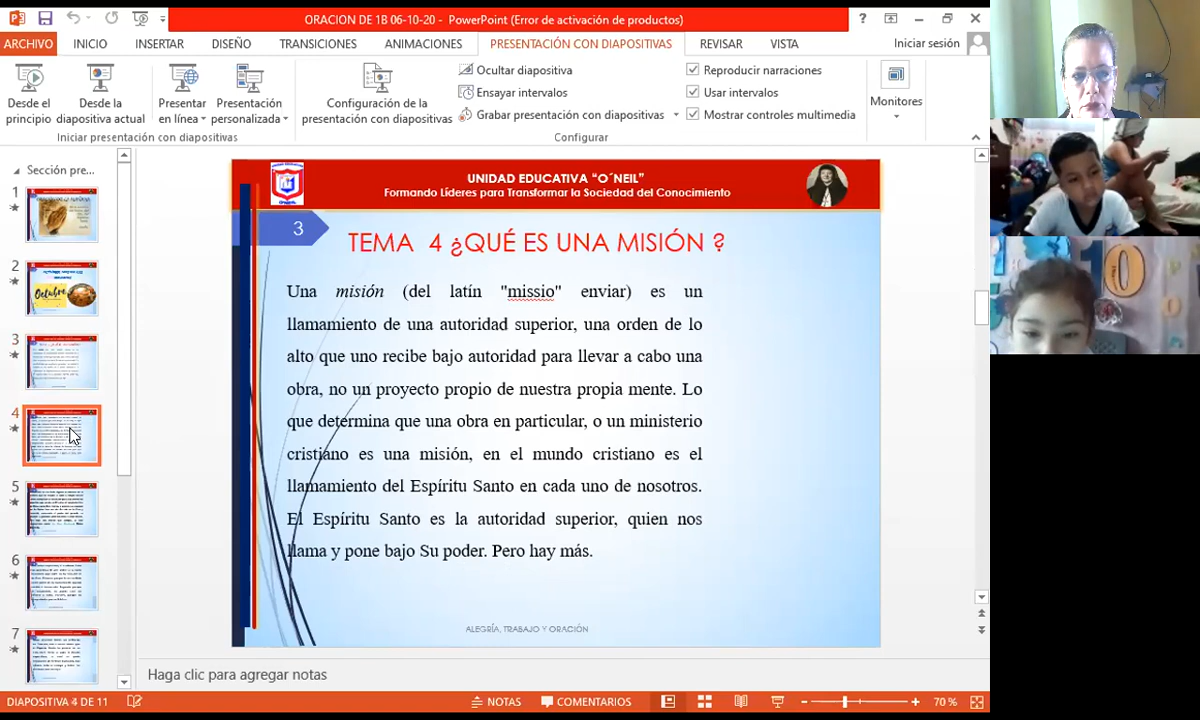 ORACION DE 1B 06-10-20 - PowerPoint (Error de activación de productos)
ARCHIVO INICIO INSERTAR DISEÑO TRANSICIONES ANIMACIONES PRESENTACIÓN CON DIAPOSITIVAS REVISAR VISTA Iniciar sesión
Desde el principio
Desde la diapositiva actual
Presentar en línea
Presentación personalizada
Iniciar presentación con diapositivas
Configuración de la presentación con diapositivas
Ocultar diapositiva
Ensayar intervalos
Grabar presentación con diapositivas
Reproducir narraciones
Usar intervalos
Mostrar controles multimedia
Configurar
Monitores
Sección pre...
1
2
Octubre
3
4
5
6
7
UNIDAD EDUCATIVA “O´NEIL”
Formando Líderes para Transformar la Sociedad del Conocimiento
3
TEMA 4 ¿QUÉ ES UNA MISIÓN ?
Una misión (del latín "missio" enviar) es un
llamamiento de una autoridad superior, una orden de lo
alto que uno recibe bajo autoridad para llevar a cabo una
obra, no un proyecto propio de nuestra propia mente. Lo
que determina que una obra en particular, o un ministerio
cristiano es una misión, en el mundo cristiano es el
llamamiento del Espíritu Santo en cada uno de nosotros.
El Espíritu Santo es la autoridad superior, quien nos
llama y pone bajo Su poder. Pero hay más.
ALEGRÍA, TRABAJO Y ORACIÓN
Haga clic para agregar notas
DIAPOSITIVA 4 DE 11 NOTAS COMENTARIOS 70 %
10